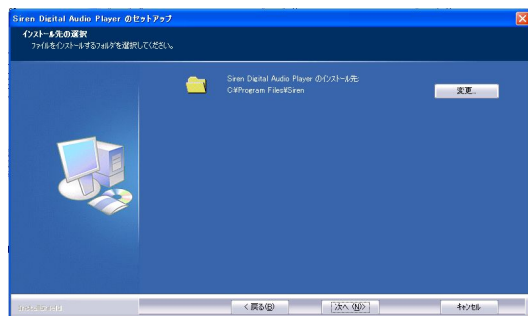 Siren Digital Audio Player のセットアップ
インストール先の選択
ファイルをインストールするフォルダを選択してください。
Siren Digital Audio Player のインストール先:
C:¥Program Files¥Siren
変更...
< 戻る(B)
次へ (N)>
キャンセル